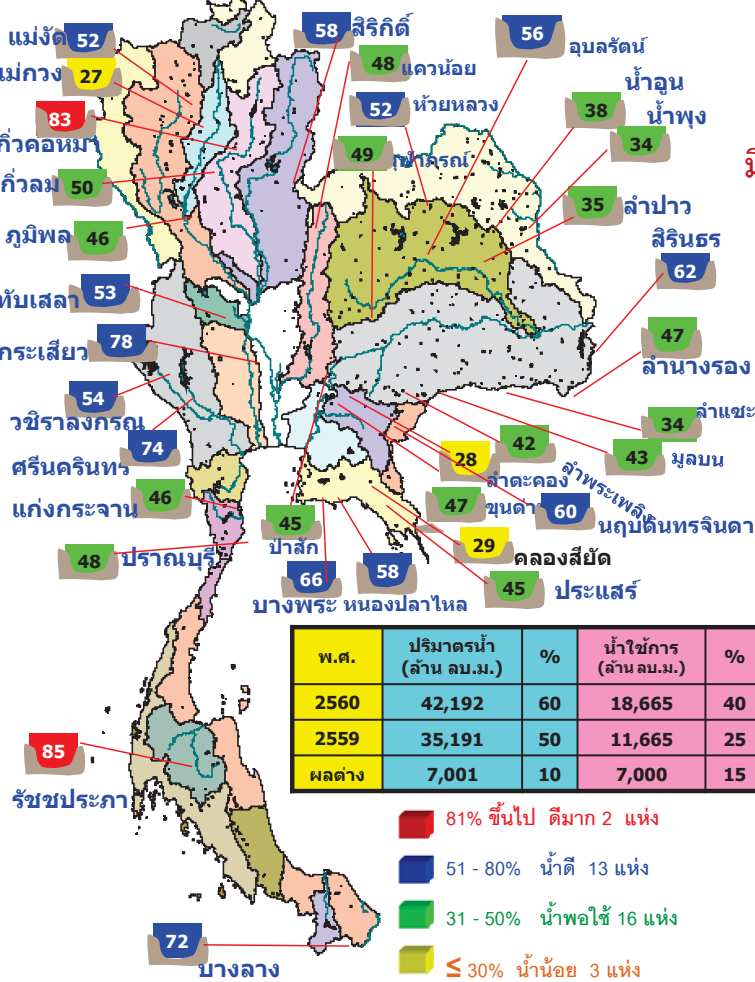 แม่งัด 52
58 สิริกิติ์
56 อุบลรัตน์
แม่กวง 27
48 แควน้อย
52 ห้วยหลวง
น้ำอูน
38 น้ำพุง
34
83
กิ่วคอหมา
49
กิ่วลม 50
35 ลำปาว
ภูมิพล 46
สิรินธร
62
ทับเสลา 53
กระเสียว 78
47
ลำนางรอง
54
วชิราลงกรณ
34 ลำแชะ
74
ศรีนครินทร์
42
43 มูลบน
28
ลำตะคอง
ลำพระเพลิง
46
แก่งกระจาน
47 ขุนด่าน
60 นฤบดินทรจินดา
45
ป่าสัก
48 ปราณบุรี
29
คลองสียัด
66
บางพระ
58
หนองปลาไหล
45 ประแสร์
พ.ศ. ปริมาตรน้ำ (ล้าน ลบ.ม.) % น้ำใช้การ (ล้าน ลบ.ม.) %
2560 42,192 60 18,665 40
2559 35,191 50 11,665 25
ผลต่าง 7,001 10 7,000 15
85
รัชชประภา
81% ขึ้นไป ดีมาก 2 แห่ง
51 - 80% น้ำดี 13 แห่ง
31 - 50% น้ำพอใช้ 16 แห่ง
≤ 30% น้ำน้อย 3 แห่ง
72
บางลาง